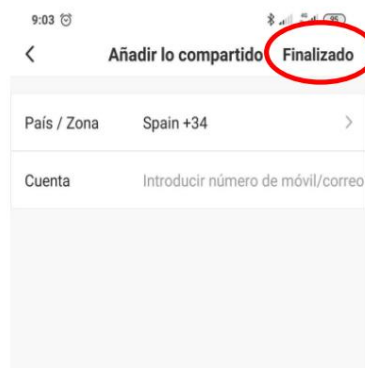 9:03
Añadir lo compartido Finalizado
País / Zona Spain +34
Cuenta Introducir número de móvil/correo